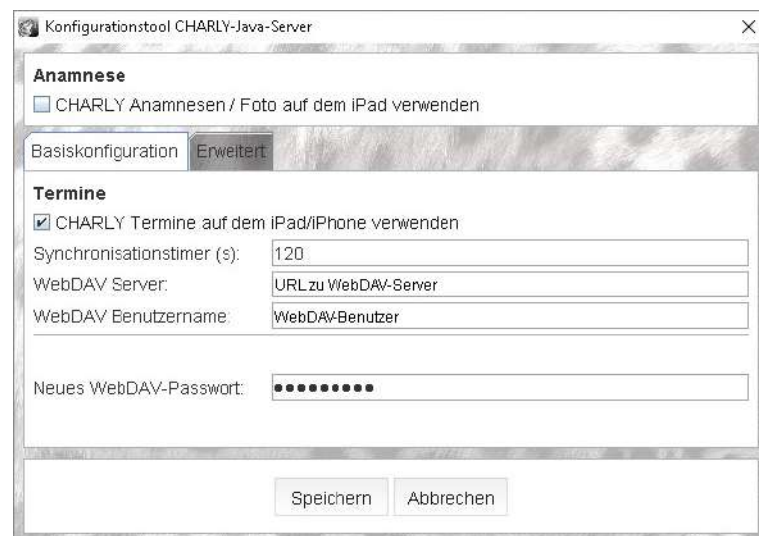 Konfigurationstool CHARLY-Java-Server
Anamnese
CHARLY Anamnesen / Foto auf dem iPad verwenden
Basiskonfiguration Erweitert
Termine
CHARLY Termine auf dem iPad/iPhone verwenden
Synchronisationstimer (s): 120
WebDAV Server: URL zu WebDAV-Server
WebDAV Benutzername: WebDAV-Benutzer
Neues WebDAV-Passwort: ●●●●●●●●●
Speichern Abbrechen